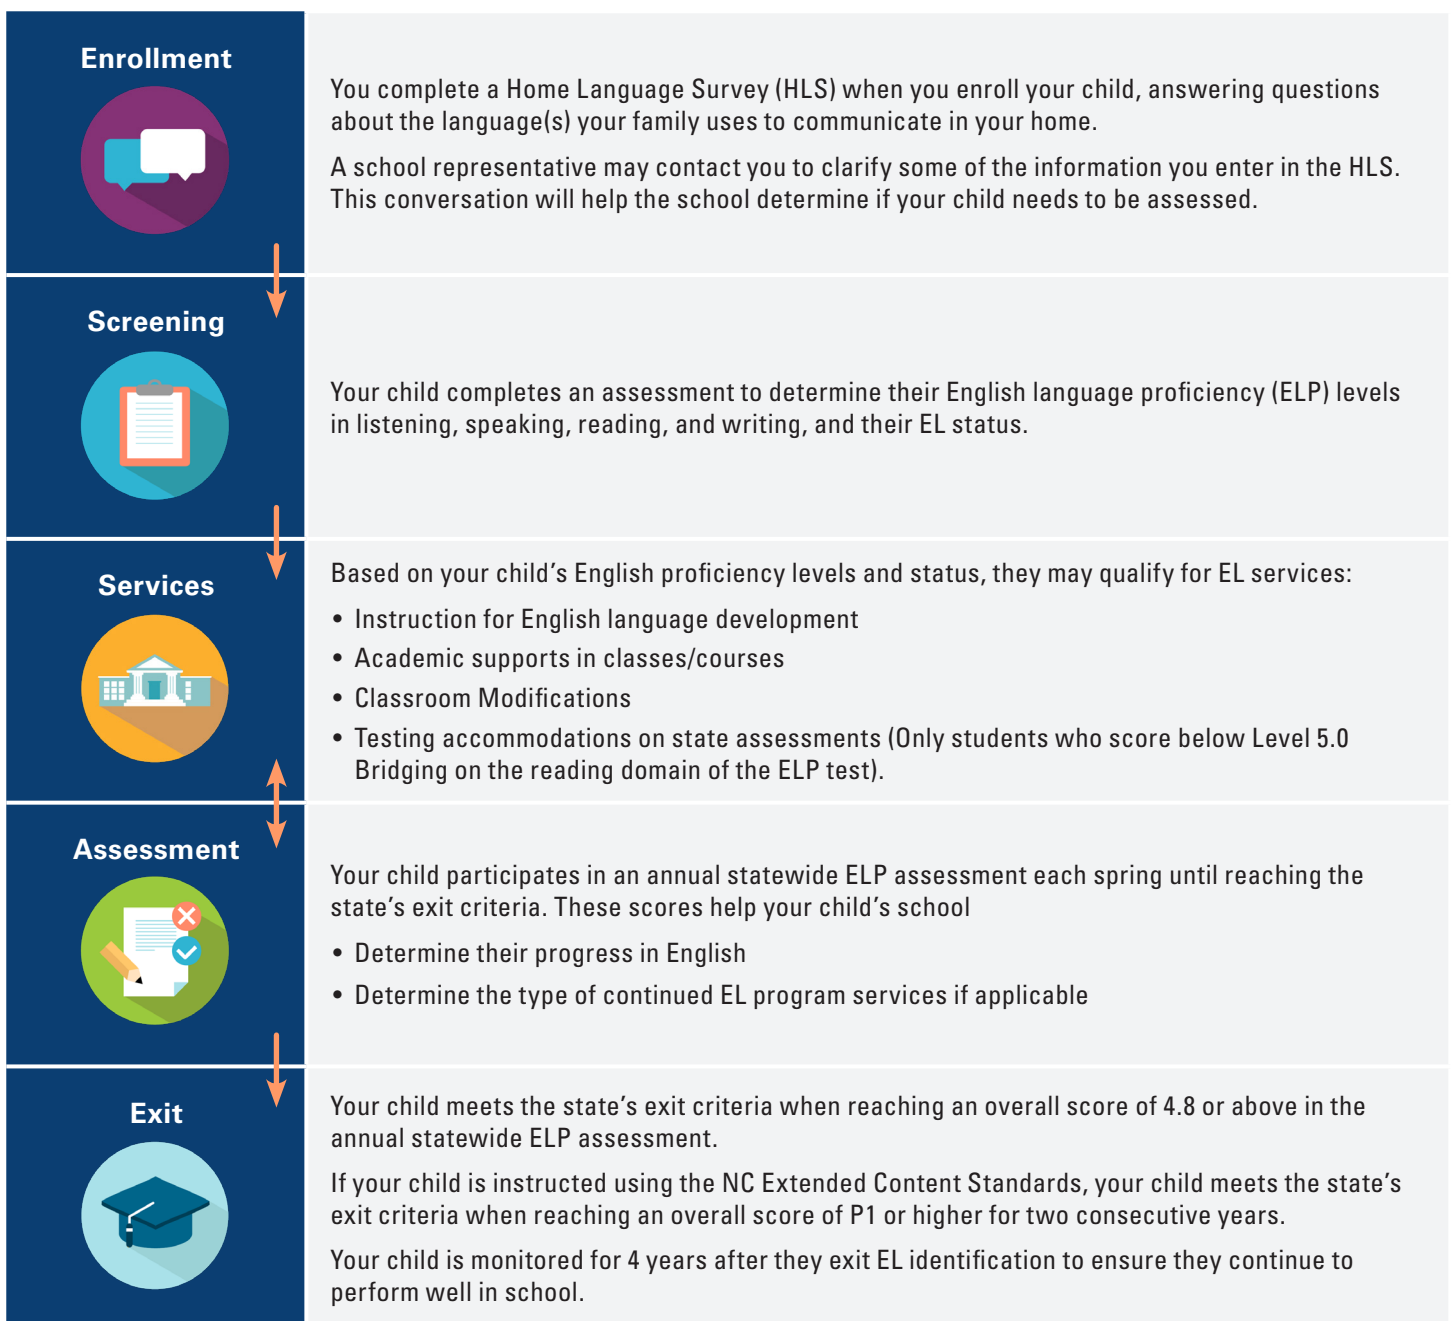 Enrollment
You complete a Home Language Survey (HLS) when you enroll your child, answering questions
about the language(s) your family uses to communicate in your home.
A school representative may contact you to clarify some of the information you enter in the HLS.
This conversation will help the school determine if your child needs to be assessed.
Screening
Your child completes an assessment to determine their English language proficiency (ELP) levels
in listening, speaking, reading, and writing, and their EL status.
Services
Based on your child's English proficiency levels and status, they may qualify for EL services:
• Instruction for English language development
• Academic supports in classes/courses
• Classroom Modifications
• Testing accommodations on state assessments (Only students who score below Level 5.0
Bridging on the reading domain of the ELP test).
Assessment
Your child participates in an annual statewide ELP assessment each spring until reaching the
state's exit criteria. These scores help your child's school
• Determine their progress in English
• Determine the type of continued EL program services if applicable
Exit
Your child meets the state's exit criteria when reaching an overall score of 4.8 or above in the
annual statewide ELP assessment.
If your child is instructed using the NC Extended Content Standards, your child meets the state's
exit criteria when reaching an overall score of P1 or higher for two consecutive years.
Your child is monitored for 4 years after they exit EL identification to ensure they continue to
perform well in school.